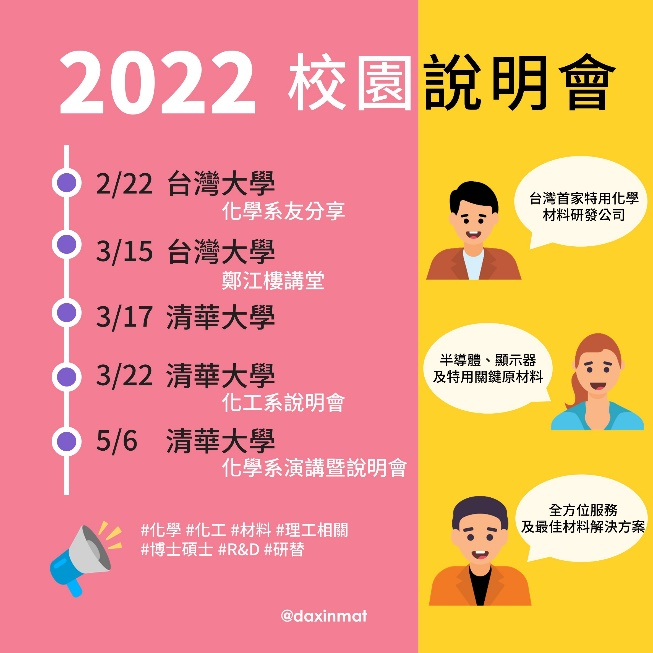 2022 校園說明會
2/22 台灣大學
化學系友分享
3/15 台灣大學
鄭江樓講堂
3/17 清華大學
3/22 清華大學
化工系說明會
5/6 清華大學
化學系演講暨說明會
#化學 #化工 #材料 #理工相關
#博士碩士 #R&D #研替
@daxinmat
台灣首家特用化學
材料研發公司
半導體、顯示器
及特用關鍵原材料
全方位服務
及最佳材料解決方案